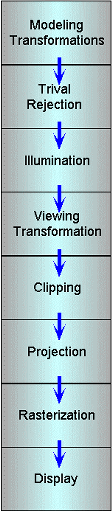 Modeling
Transformations
Trival
Rejection
Illumination
Viewing
Transformation
Clipping
Projection
Rasterization
Display